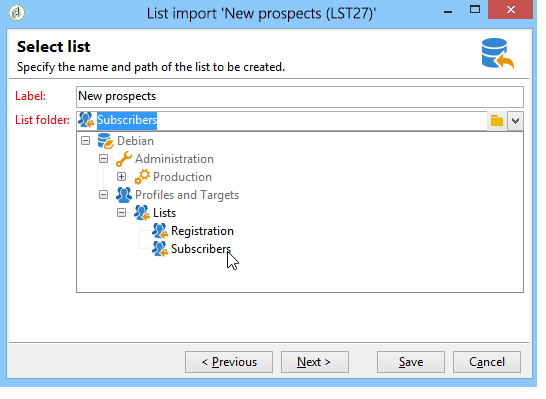 List import 'New prospects (LST27)'
Select list
Specify the name and path of the list to be created.
Label: New prospects
List folder: Subscribers
Debian
Administration
Production
Profiles and Targets
Lists
Registration
Subscribers
< Previous Next > Save Cancel